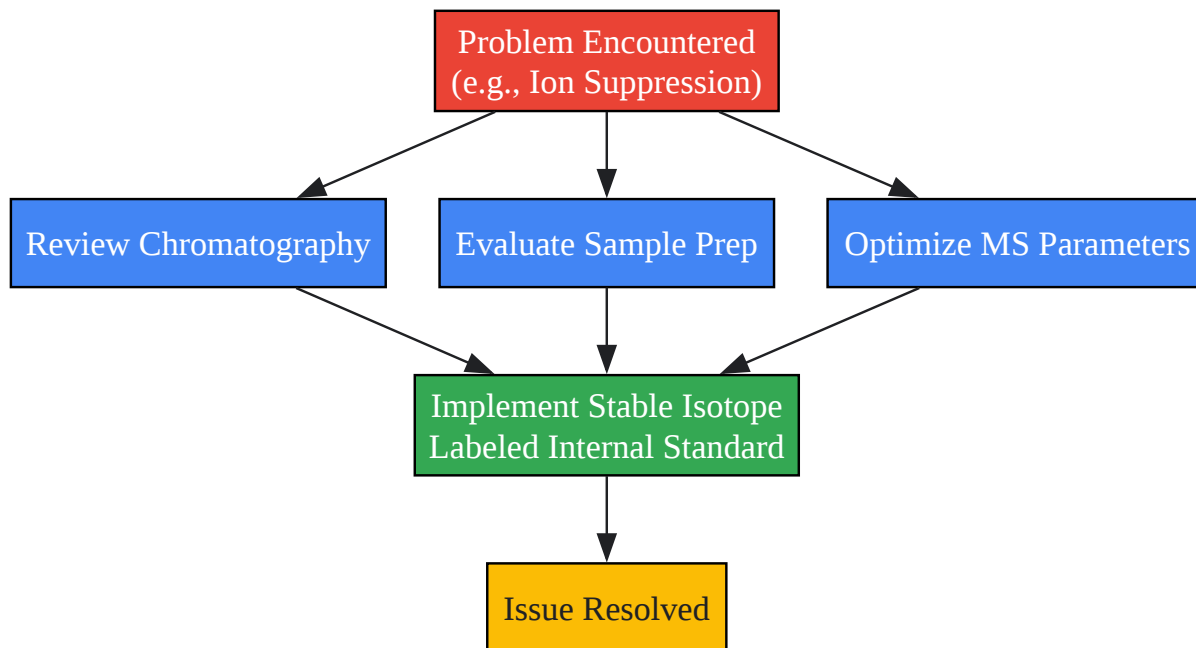 Problem Encountered
(e.g., Ion Suppression)
Review Chromatography
Evaluate Sample Prep
Optimize MS Parameters
Implement Stable Isotope
Labeled Internal Standard
Issue Resolved